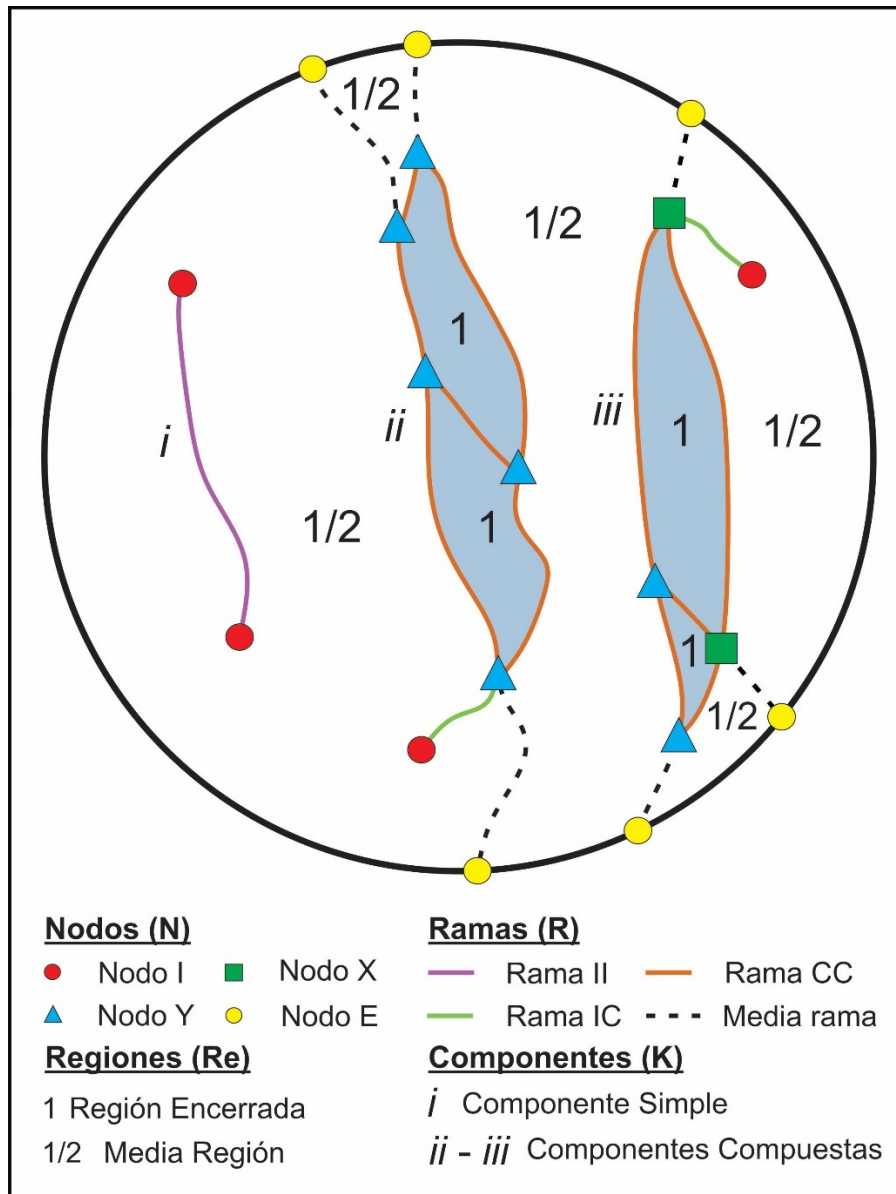 1/2
1/2
1
1
i
ii
iii
1/2
1/2
1
1
1/2
Nodos (N)
Nodo I
Nodo X
Nodo Y
Nodo E
Ramas (R)
Rama II
Rama CC
Rama IC
Media rama
Regiones (Re)
1 Región Encerrada
1/2 Media Región
Componentes (K)
i Componente Simple
ii - iii Componentes Compuestas